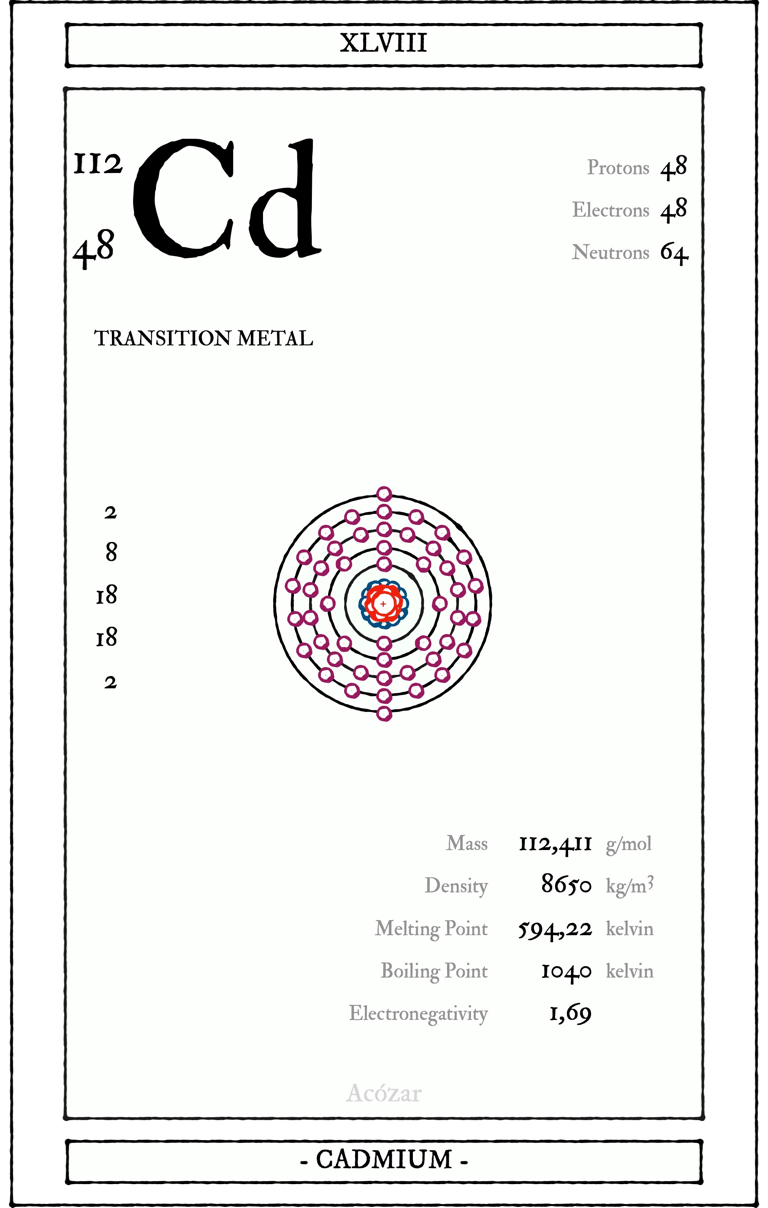 XLVIII
112
Cd
48
Protons 48
Electrons 48
Neutrons 64
TRANSITION METAL
2
8
18
18
2
+
Mass 112,411 g/mol
Density 8650 kg/m³
Melting Point 594,22 kelvin
Boiling Point 1040 kelvin
Electronegativity 1,69
Acózar
- CADMIUM -